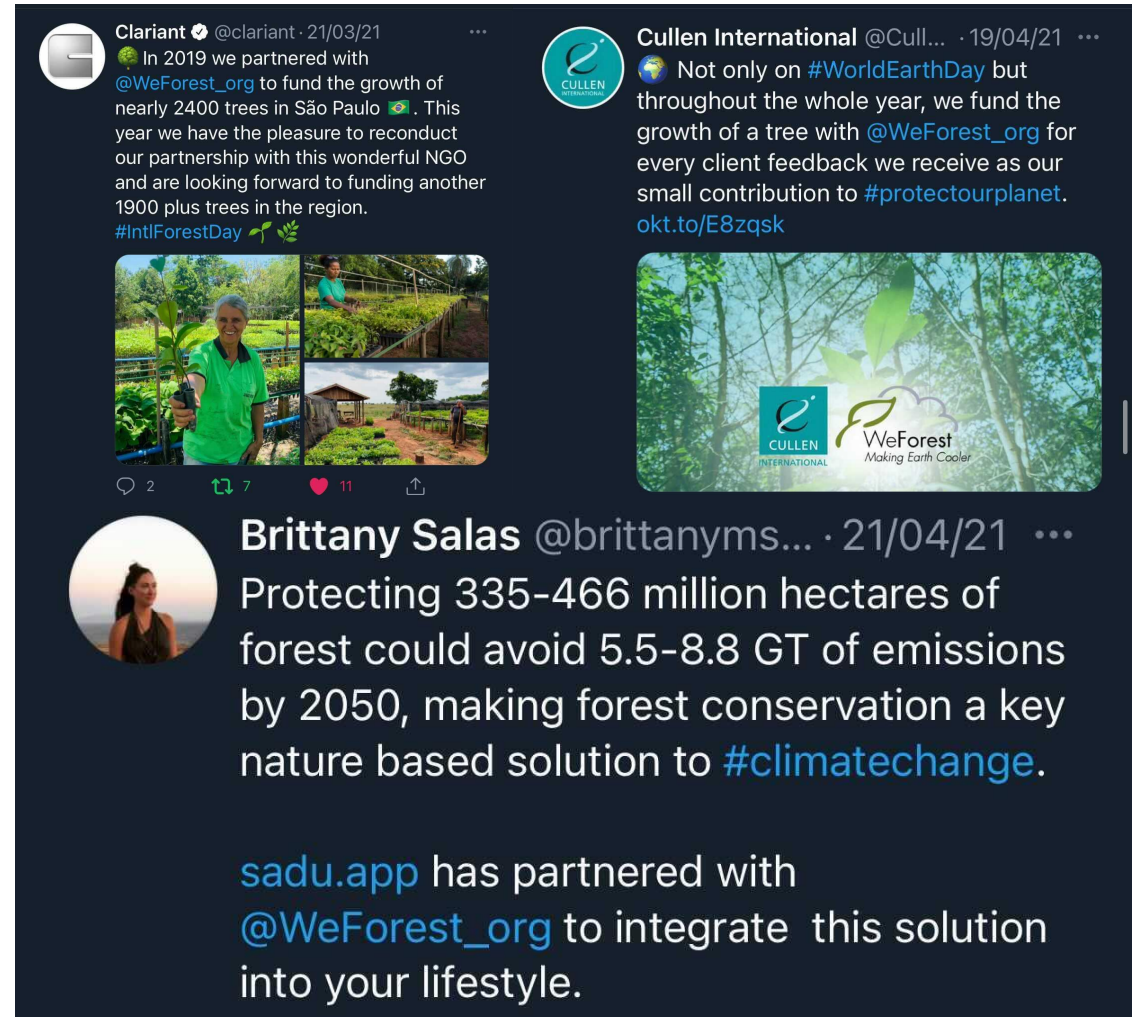 Clariant @clariant · 21/03/21 ···
🌳 In 2019 we partnered with
@WeForest_org to fund the growth of
nearly 2400 trees in São Paulo 🇧🇷. This
year we have the pleasure to reconduct
our partnership with this wonderful NGO
and are looking forward to funding another
1900 plus trees in the region.
#IntlForestDay 🌱 🌿
2 7 11
Cullen International @Cull... · 19/04/21 ···
🌍 Not only on #WorldEarthDay but
throughout the whole year, we fund the
growth of a tree with @WeForest_org for
every client feedback we receive as our
small contribution to #protectourplanet.
okt.to/E8zqsk
CULLEN
INTERNATIONAL
CULLEN
INTERNATIONAL
WeForest
Making Earth Cooler
Brittany Salas @brittanyms... · 21/04/21 ···
Protecting 335-466 million hectares of
forest could avoid 5.5-8.8 GT of emissions
by 2050, making forest conservation a key
nature based solution to #climatechange.
sadu.app has partnered with
@WeForest_org to integrate  this solution
into your lifestyle.